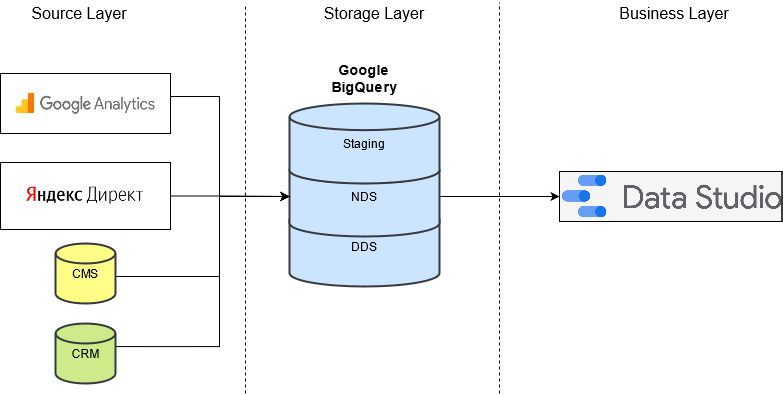 Source Layer
Storage Layer
Business Layer
Google Analytics
Яндекс Директ
CMS
CRM
Google
BigQuery
Staging
NDS
DDS
Data Studio